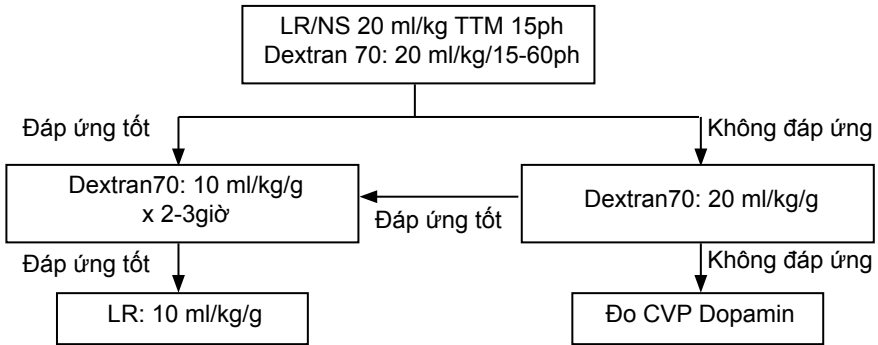 LR/NS 20 ml/kg TTM 15ph
Dextran 70: 20 ml/kg/15-60ph
Đáp ứng tốt
Không đáp ứng
Dextran70: 10 ml/kg/g
x 2-3giờ
Đáp ứng tốt
Dextran70: 20 ml/kg/g
Đáp ứng tốt
Không đáp ứng
LR: 10 ml/kg/g
Đo CVP Dopamin